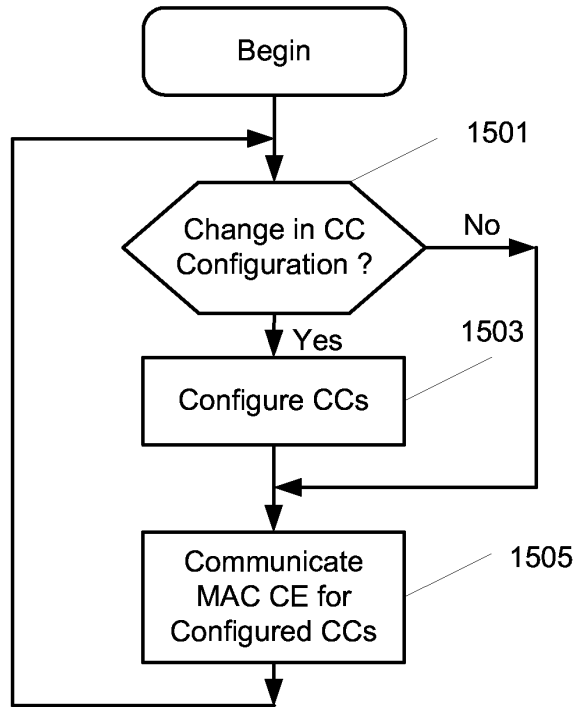 Begin
1501
Change in CC
Configuration ?
No
Yes
1503
Configure CCs
Communicate
MAC CE for
Configured CCs
1505